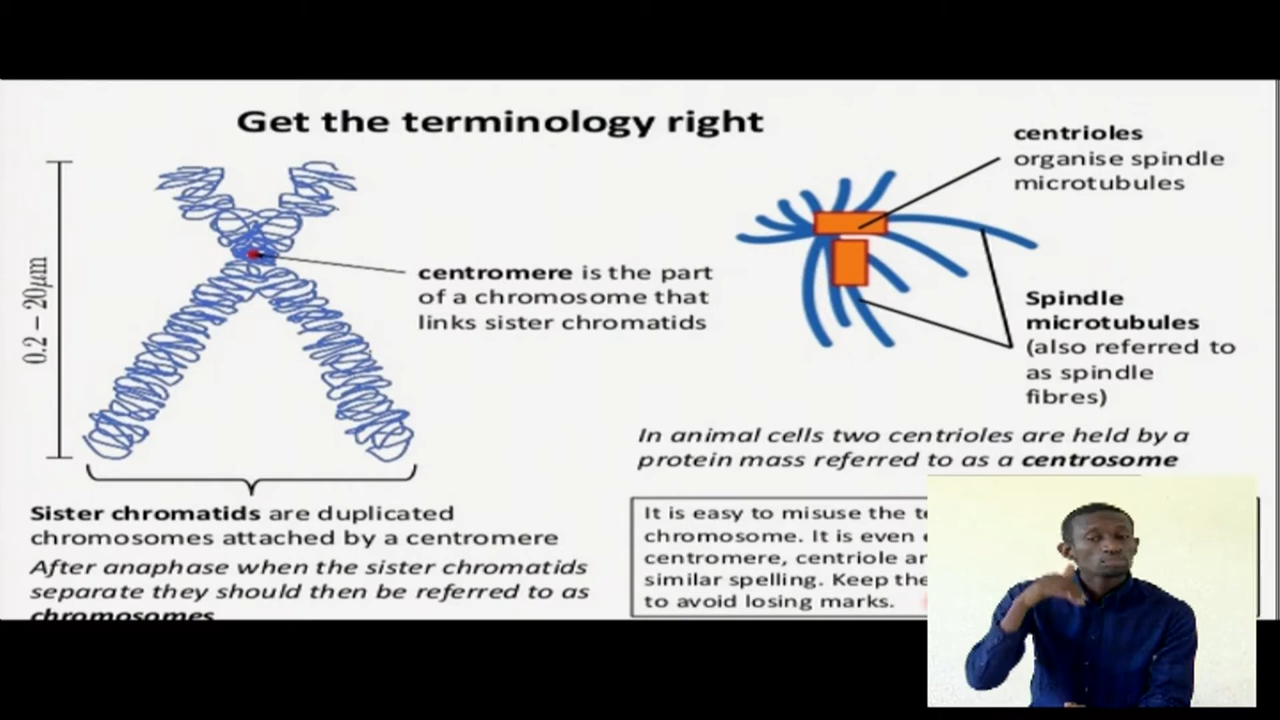 Get the terminology right
0.2 – 20μm
centromere is the part
of a chromosome that
links sister chromatids
Sister chromatids are duplicated
chromosomes attached by a centromere
After anaphase when the sister chromatids
separate they should then be referred to as
chromosomes
centrioles
organise spindle
microtubules
Spindle
microtubules
(also referred to
as spindle
fibres)
In animal cells two centrioles are held by a
protein mass referred to as a centrosome
It is easy to misuse the
chromosome. It is even
centromere, centriole
similar spelling. Keep
to avoid losing marks.